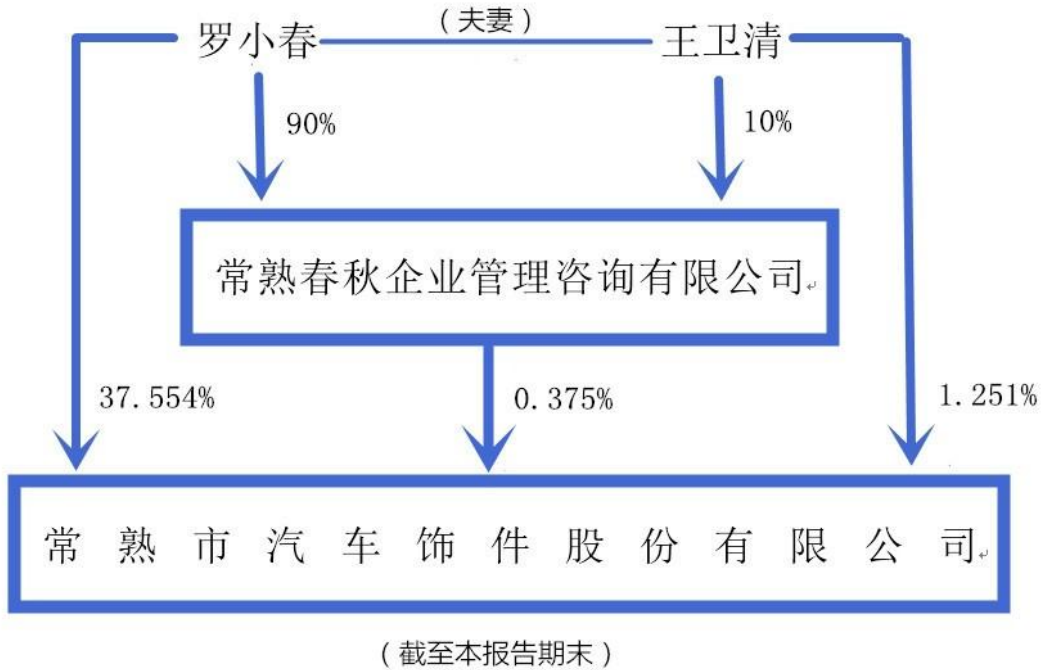 （夫妻）
罗小春
王卫清
90%
10%
常熟春秋企业管理咨询有限公司
37.554%
0.375%
1.251%
常熟市汽车饰件股份有限公司
（截至本报告期末）